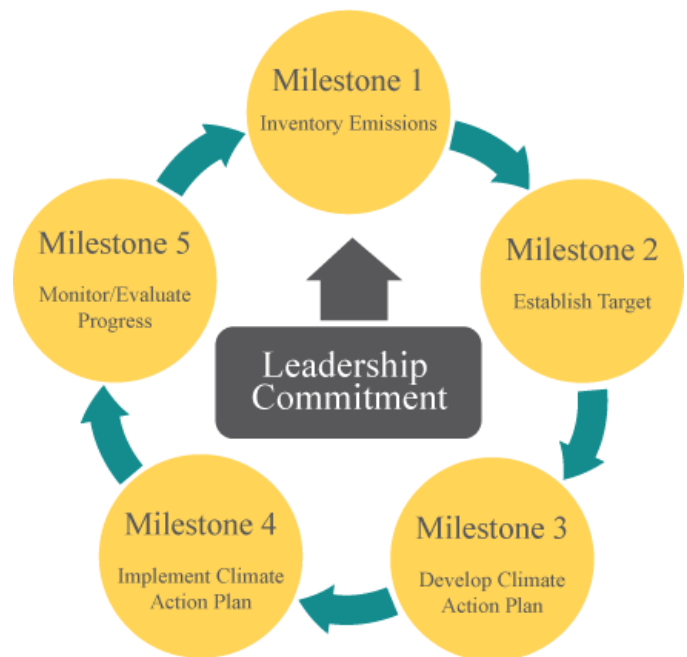 Milestone 1
Inventory Emissions
Milestone 2
Establish Target
Milestone 3
Develop Climate
Action Plan
Milestone 4
Implement Climate
Action Plan
Milestone 5
Monitor/Evaluate
Progress
Leadership
Commitment